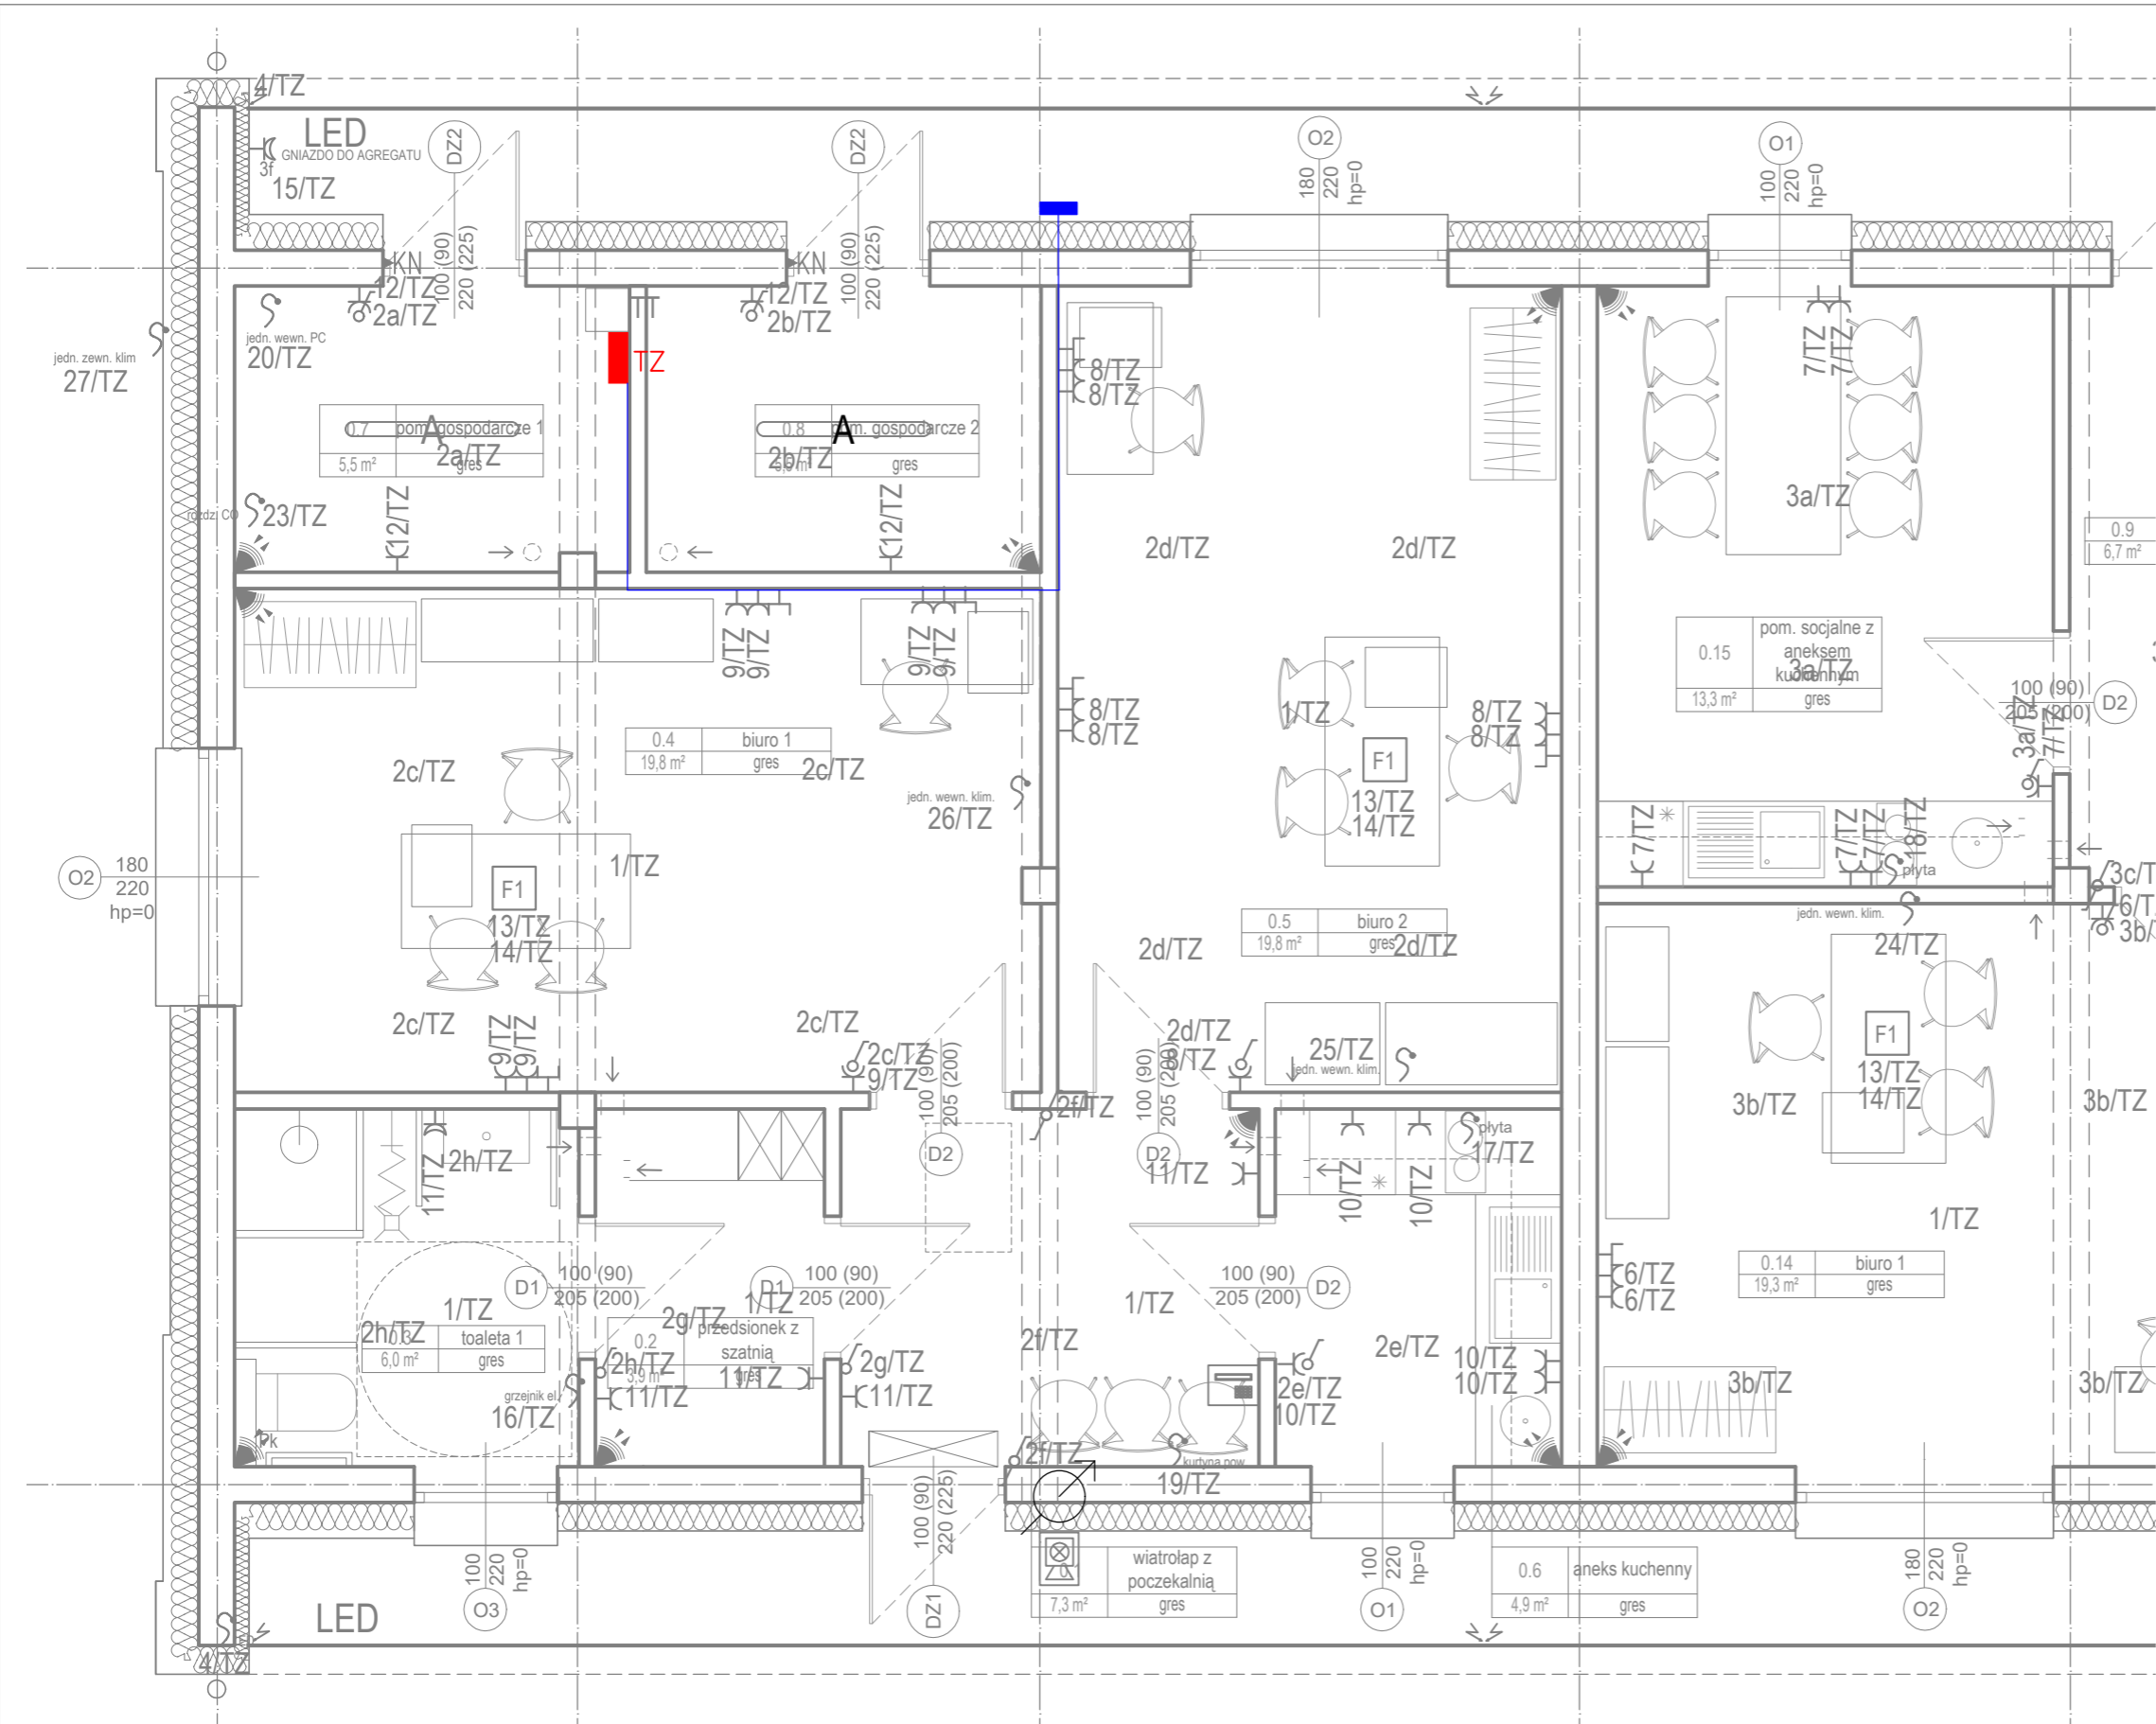 4/TZ
LED
GNIAZDO DO AGREGATU
3f
15/TZ
DZ2
100 (90)
220 (225)
DZ2
100 (90)
220 (225)
O2
180
220
hp=0
O1
100
220
hp=0
KN
12/TZ
2a/TZ
KN
12/TZ
2b/TZ
jedn. zewn. klim
27/TZ
jedn. wewn. PC
20/TZ
TZ
8/TZ
8/TZ
7/TZ
7/TZ
0.7
pom. gospodarcze 1
A
2a/TZ
5,5 m²
gres
0.8
pom. gospodarcze 2
A
2b/TZ
5,5 m²
gres
rozdz. CO
23/TZ
12/TZ
12/TZ
2d/TZ
2d/TZ
3a/TZ
0.9
6,7 m²
9/TZ
9/TZ
9/TZ
9/TZ
0.15
pom. socjalne z
aneksem
kuchennym
3a/TZ
13,3 m²
gres
100 (90)
205 (200)
D2
3a/TZ
7/TZ
8/TZ
8/TZ
1/TZ
8/TZ
8/TZ
0.4
biuro 1
19,8 m²
gres
2c/TZ
2c/TZ
F1
13/TZ
14/TZ
jedn. wewn. klim.
26/TZ
7/TZ
7/TZ
7/TZ
18/TZ
płyta
O2
180
220
hp=0
1/TZ
F1
13/TZ
14/TZ
0.5
biuro 2
19,8 m²
gres
2d/TZ
2d/TZ
jedn. wewn. klim.
24/TZ
3c/T
6/T
3b/
2c/TZ
9/TZ
9/TZ
2c/TZ
2c/TZ
9/TZ
100 (90)
205 (200)
D2
2f/TZ
2d/TZ
8/TZ
100 (90)
205 (200)
D2
25/TZ
jedn. wewn. klim.
F1
13/TZ
14/TZ
3b/TZ
3b/TZ
11/TZ
2h/TZ
11/TZ
10/TZ
10/TZ
płyta
17/TZ
1/TZ
D1
100 (90)
205 (200)
D1
100 (90)
205 (200)
100 (90)
205 (200)
D2
6/TZ
6/TZ
0.14
biuro 1
19,3 m²
gres
1/TZ
2h/TZ
0.3
toaleta 1
6,0 m²
gres
2g/TZ
1/TZ
0.2
przedsionek z
szatnią
3,9 m²
gres
2h/TZ
11/TZ
11/TZ
2g/TZ
11/TZ
1/TZ
2f/TZ
2e/TZ
10/TZ
10/TZ
2e/TZ
10/TZ
3b/TZ
3b/TZ
grzejnik el.
16/TZ
Pk
2f/TZ
kurtyna pow.
19/TZ
100
220
hp=0
O3
100 (90)
220 (225)
DZ1
wiatrołap z
poczekalnią
7,3 m²
gres
100
220
hp=0
O1
0.6
aneks kuchenny
4,9 m²
gres
180
220
hp=0
O2
LED
4/TZ